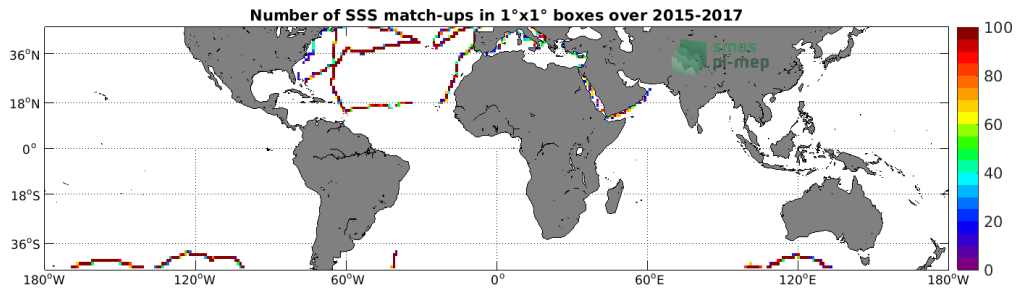 Number of SSS match-ups in 1°x1° boxes over 2015-2017
36°N
18°N
0°
18°S
36°S
180°W 120°W 60°W 0° 60°E 120°E 180°W
smos
pi-mep
100
80
60
40
20
0